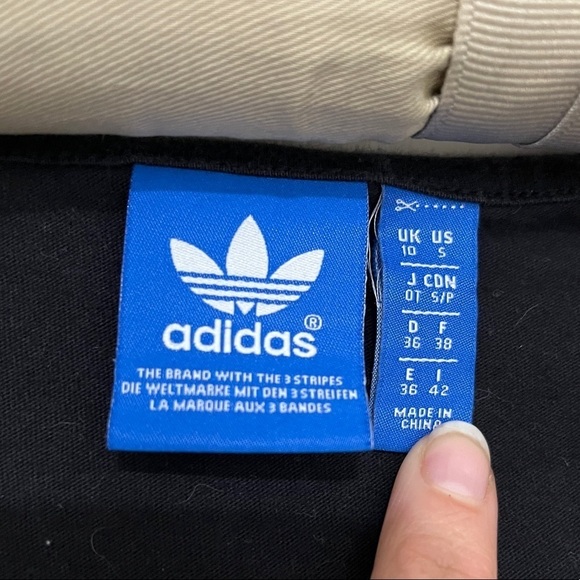 adidas®
THE BRAND WITH THE 3 STRIPES
DIE WELTMARKE MIT DEN 3 STREIFEN
LA MARQUE AUX 3 BANDES
UK US
10 S
J CDN
OT S/P
D F
36 38
E I
36 42
MADE IN
CHINA